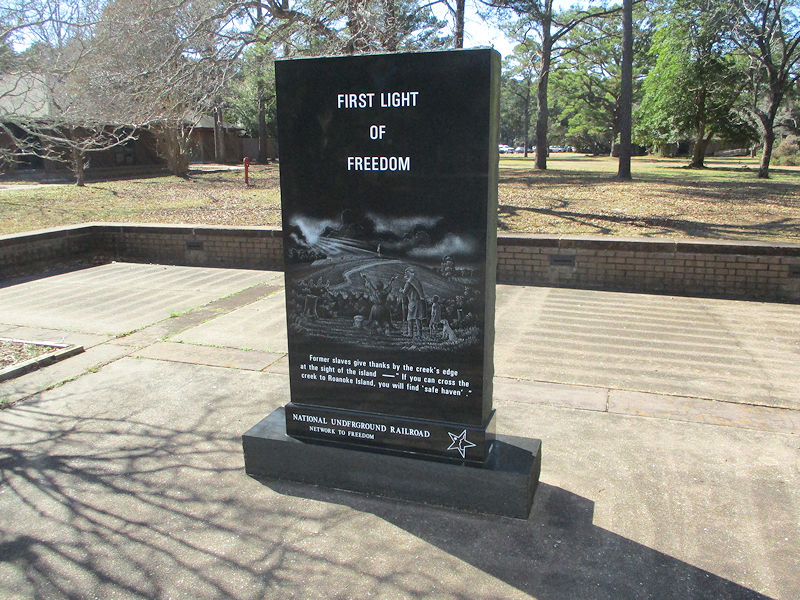 FIRST LIGHT
OF
FREEDOM
Former slaves give thanks by the creek's edge
at the sight of the island — " If you can cross the
creek to Roanoke Island, you will find 'safe haven' ."
NATIONAL UNDERGROUND RAILROAD
NETWORK TO FREEDOM